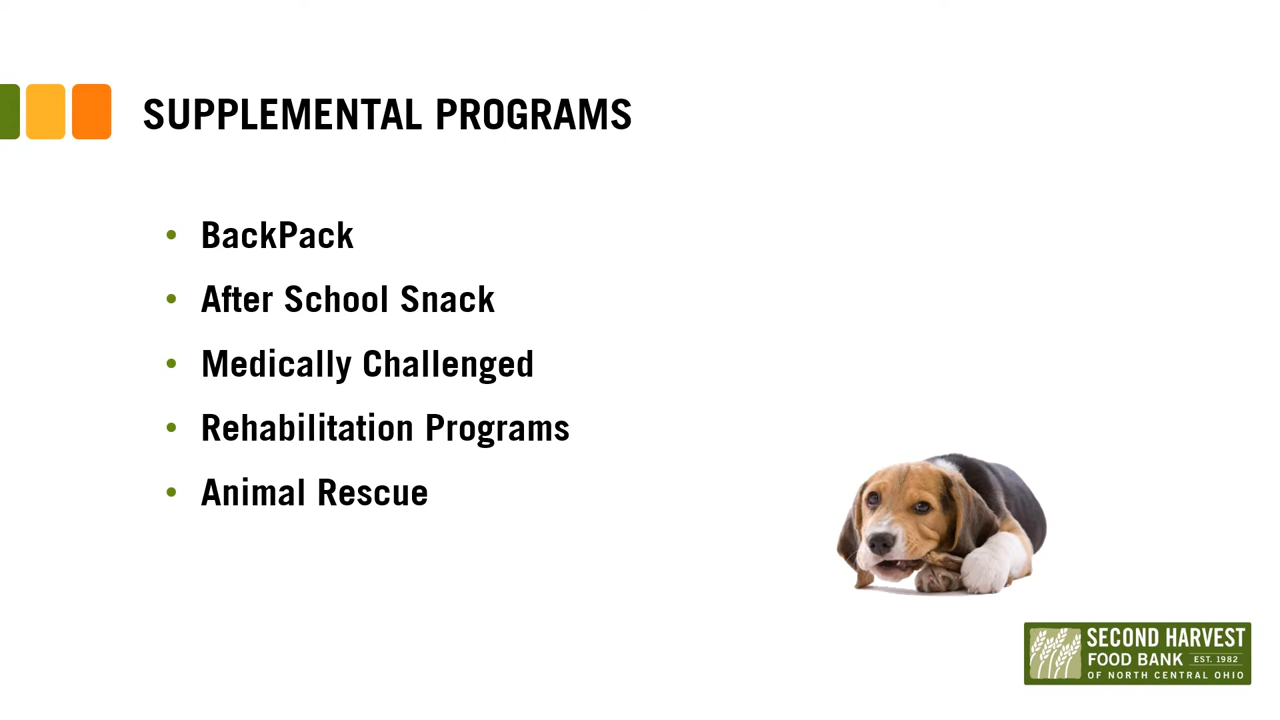 SUPPLEMENTAL PROGRAMS
• BackPack
• After School Snack
• Medically Challenged
• Rehabilitation Programs
• Animal Rescue
SECOND HARVEST
FOOD BANK EST. 1982
OF NORTH CENTRAL OHIO